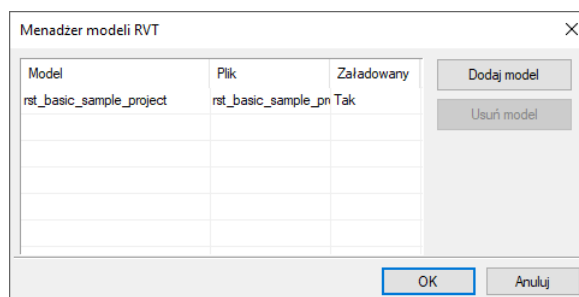 Menadżer modeli RVT
Model Plik Załadowany
rst_basic_sample_project rst_basic_sample_pr Tak
Dodaj model
Usuń model
OK Anuluj